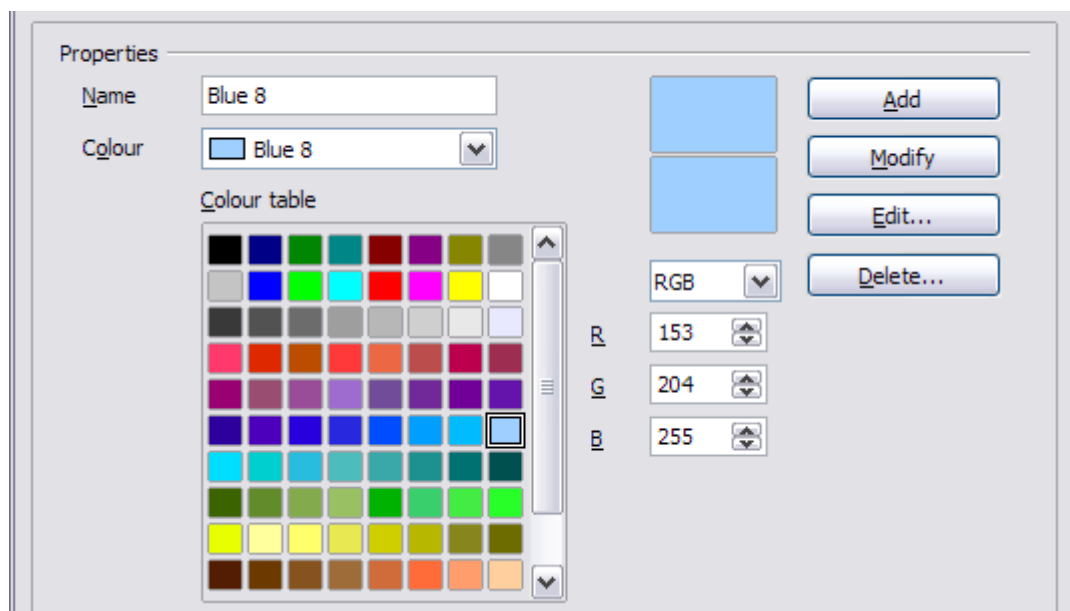 Properties
Name
Blue 8
Add
Colour
Blue 8
Modify
Colour table
Edit...
RGB
Delete...
R
153
G
204
B
255